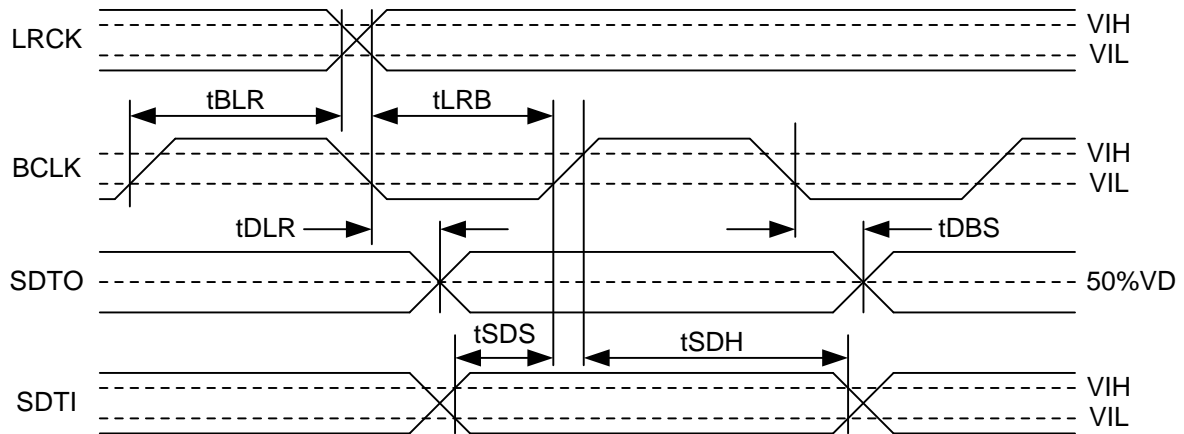 LRCK
VIH
VIL
tBLR
tLRB
BCLK
VIH
VIL
tDLR
tDBS
SDTO
50%VD
tSDS
tSDH
SDTI
VIH
VIL